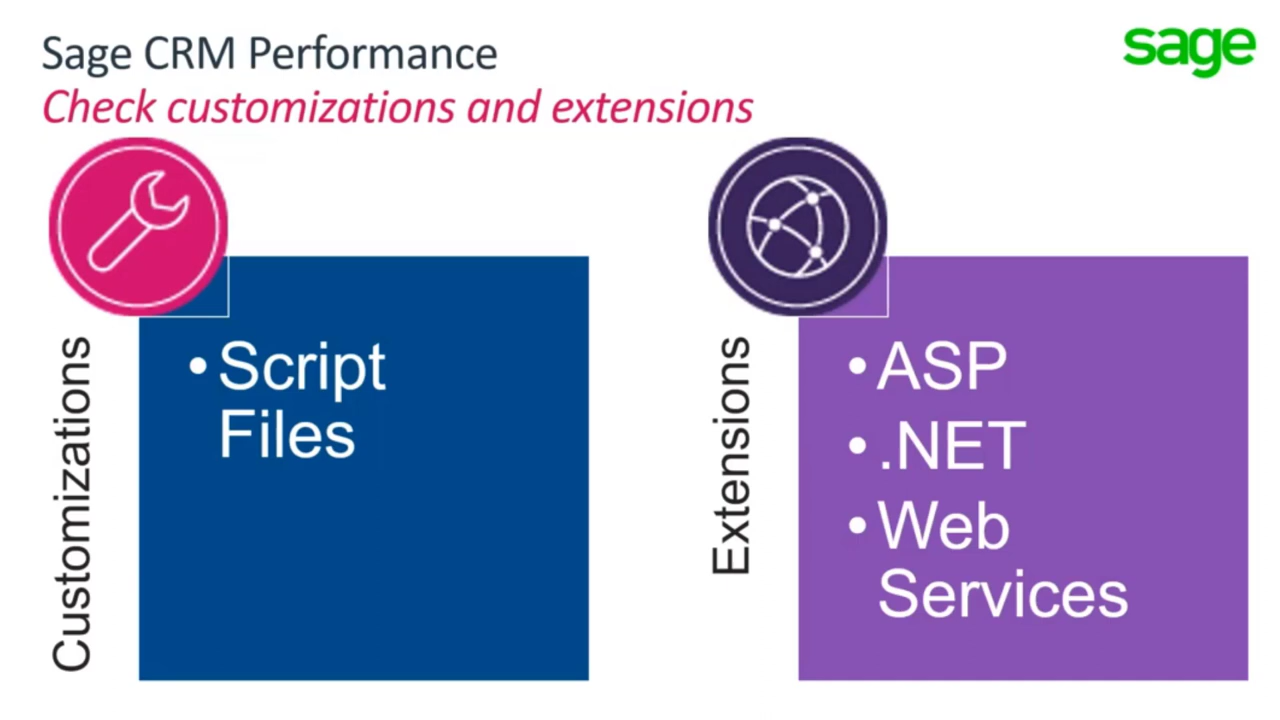 Sage CRM Performance
sage
Check customizations and extensions
Customizations
• Script
Files
Extensions
• ASP
• .NET
• Web
Services